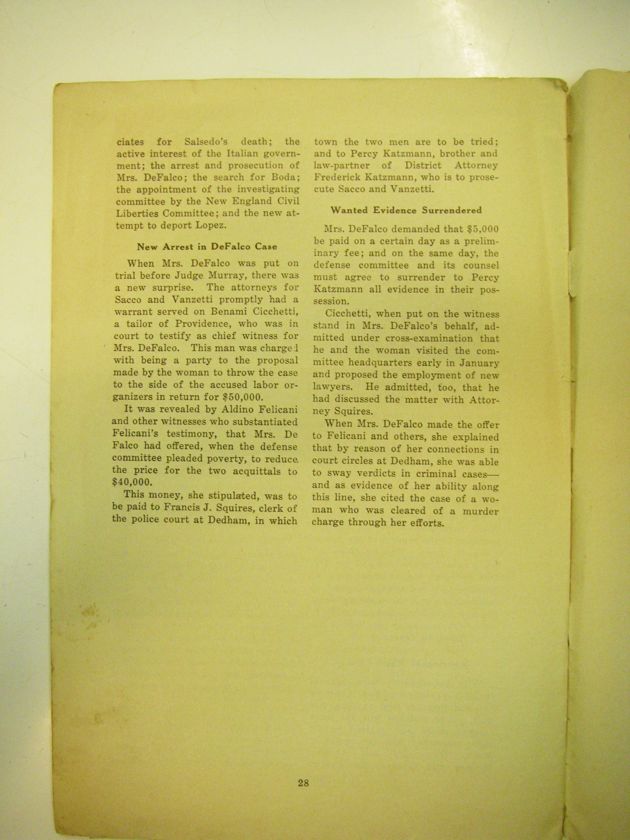 ciates for Salsedo's death; the
active interest of the Italian govern-
ment; the arrest and prosecution of
Mrs. DeFalco; the search for Boda;
the appointment of the investigating
committee by the New England Civil
Liberties Committee; and the new at-
tempt to deport Lopez.
New Arrest in DeFalco Case
When Mrs. DeFalco was put on
trial before Judge Murray, there was
a new surprise. The attorneys for
Sacco and Vanzetti promptly had a
warrant served on Benami Cicchetti,
a tailor of Providence, who was in
court to testify as chief witness for
Mrs. DeFalco. This man was charged
with being a party to the proposal
made by the woman to throw the case
to the side of the accused labor or-
ganizers in return for $50,000.
It was revealed by Aldino Felicani
and other witnesses who substantiated
Felicani's testimony, that Mrs. De
Falco had offered, when the defense
committee pleaded poverty, to reduce
the price for the two acquittals to
$40,000.
This money, she stipulated, was to
be paid to Francis J. Squires, clerk of
the police court at Dedham, in which
town the two men are to be tried;
and to Percy Katzmann, brother and
law-partner of District Attorney
Frederick Katzmann, who is to prose-
cute Sacco and Vanzetti.
Wanted Evidence Surrendered
Mrs. DeFalco demanded that $5,000
be paid on a certain day as a prelim-
inary fee; and on the same day, the
defense committee and its counsel
must agree to surrender to Percy
Katzmann all evidence in their pos-
session.
Cicchetti, when put on the witness
stand in Mrs. DeFalco's behalf, ad-
mitted under cross-examination that
he and the woman visited the com-
mittee headquarters early in January
and proposed the employment of new
lawyers. He admitted, too, that he
had discussed the matter with Attor-
ney Squires.
When Mrs. DeFalco made the offer
to Felicani and others, she explained
that by reason of her connections in
court circles at Dedham, she was able
to sway verdicts in criminal cases—
and as evidence of her ability along
this line, she cited the case of a wo-
man who was cleared of a murder
charge through her efforts.
28